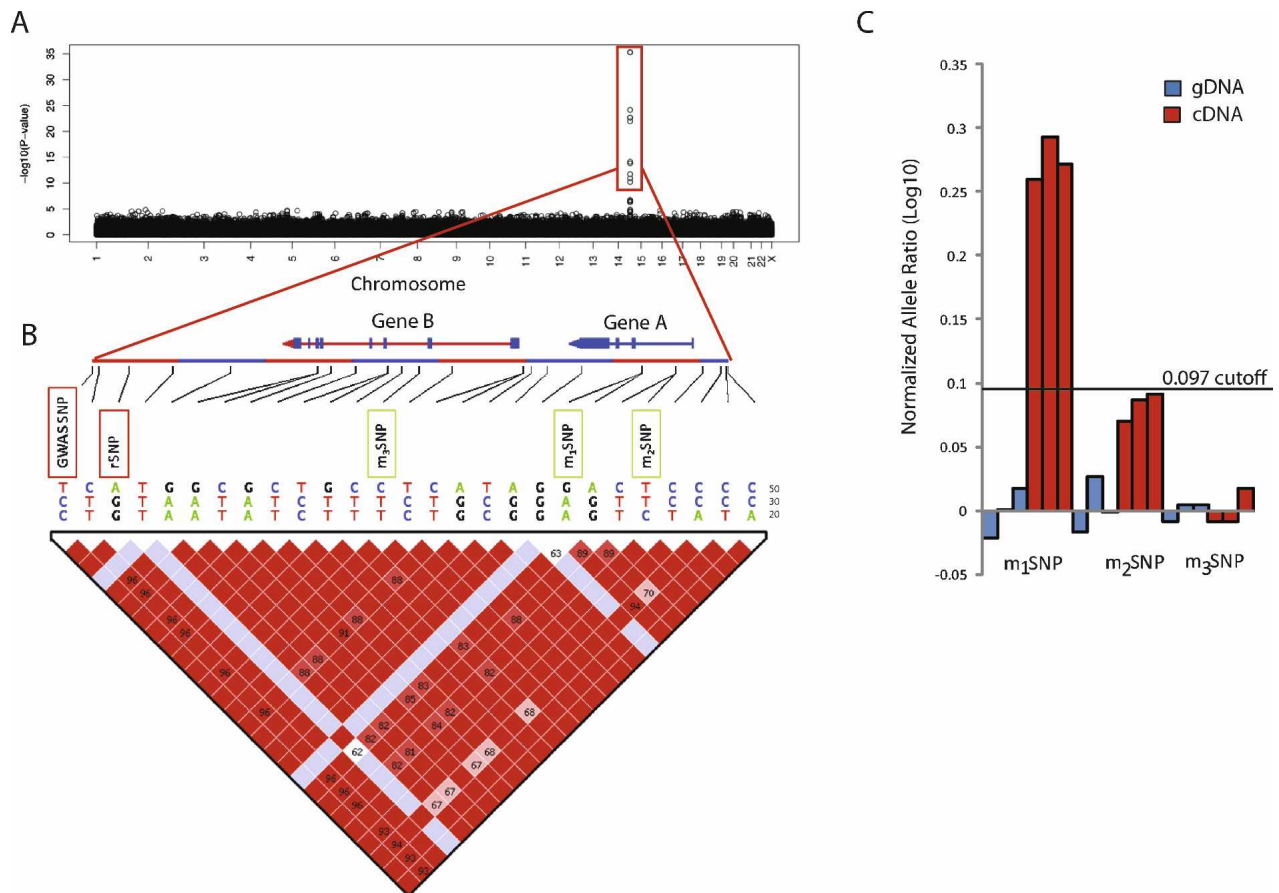 A
-log10(P-value)
35
30
25
20
15
10
5
0
1 2 3 4 5 6 7 8 9 10 11 12 13 14 15 16 17 18 19 20 21 22 X
Chromosome
B
Gene B
Gene A
GWAS SNP
rSNP
m3SNP
m1SNP
m2SNP
T C A T G G C G C T G C C T C A T A G G A C T C C C C 50
C T G T A A T A T C T T T C T G C G G A G T C C C C 30
C T G T A A T A T C T T T C T G C G G A G T C T A T A 20
63 89 89
96 88 70
96 94
96 88 88
96 91
96 88 83
88 82
96 83
85 82 68
96 82 84
82
62 81 68
82 67
96
96 67
96 67
93
94
93
93
C
Normalized Allele Ratio (Log10)
gDNA
cDNA
0.35
0.3
0.25
0.2
0.15
0.1
0.097 cutoff
0.05
0
-0.05
m1SNP m2SNP m3SNP